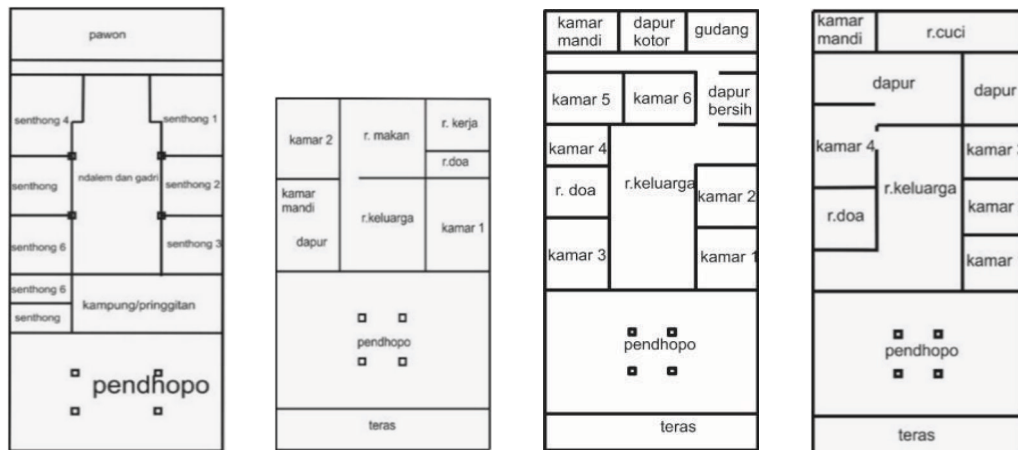 pawon
senthong 4
senthong 1
ndalem dan gadri
senthong
senthong 2
senthong 6
senthong 3
senthong 6
kampung/pringgitan
senthong
pendhopo
kamar 2
r. makan
r. kerja
r.doa
kamar
mandi
r.keluarga
kamar 1
dapur
pendhopo
teras
kamar
mandi
dapur
kotor
gudang
kamar 5
kamar 6
dapur
bersih
kamar 4
r. doa
r.keluarga
kamar 2
kamar 3
kamar 1
pendhopo
teras
kamar
mandi
r.cuci
dapur
dapur
kamar 4
kamar
r.keluarga
r.doa
kamar
kamar
pendhopo
teras